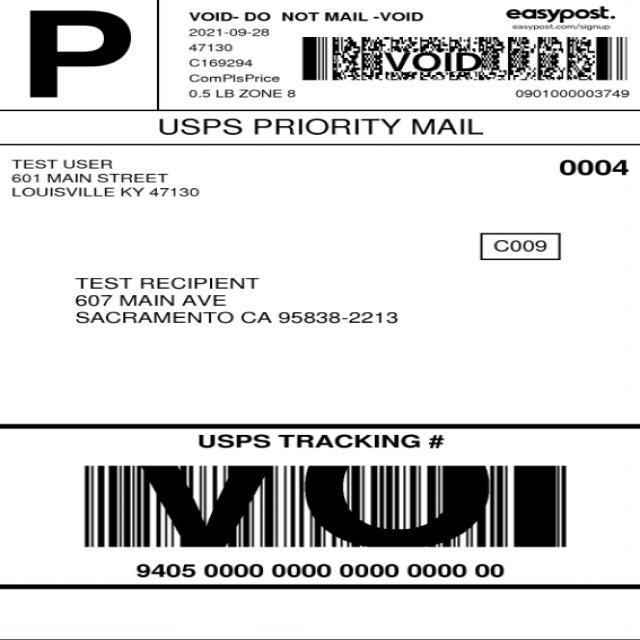 P
VOID- DO NOT MAIL -VOID
2021-09-28
47130
C169294
ComPlsPrice
0.5 LB ZONE 8
easypost.
easypost.com/signup
VOID
0901000003749
USPS PRIORITY MAIL
TEST USER
601 MAIN STREET
LOUISVILLE KY 47130
0004
C009
TEST RECIPIENT
607 MAIN AVE
SACRAMENTO CA 95838-2213
USPS TRACKING #
VOI
9405 0000 0000 0000 0000 00